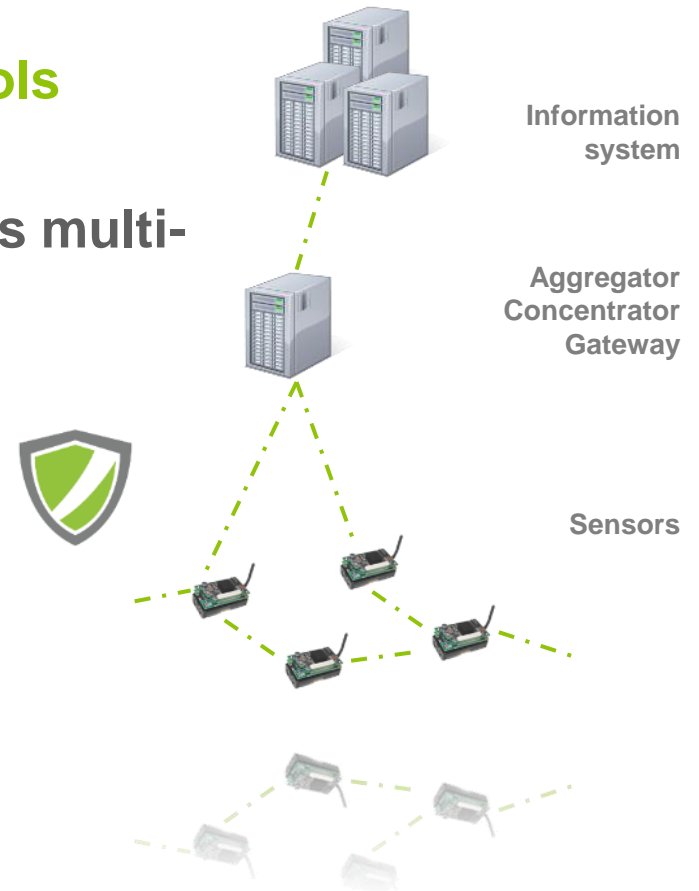 ols
Information
system
s multi-
Aggregator
Concentrator
Gateway
Sensors